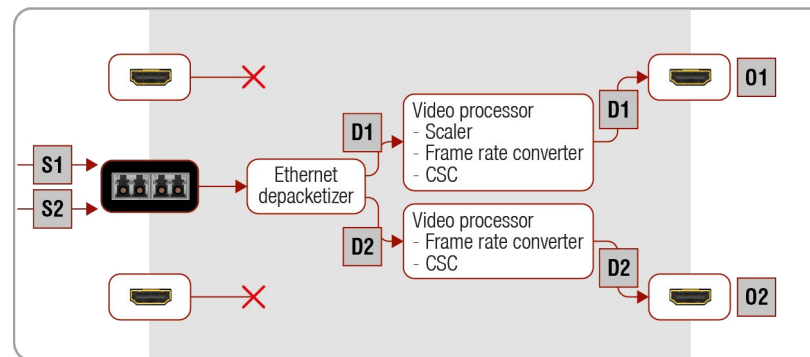 S1
S2
Ethernet
depacketizer
D1
D2
Video processor
- Scaler
- Frame rate converter
- CSC
Video processor
- Frame rate converter
- CSC
D1
D2
O1
O2